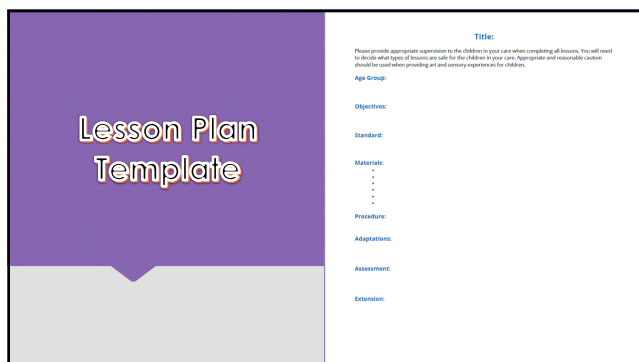 Lesson Plan
Template
Title:
Please provide appropriate supervision to the children in your care when completing all lessons. You will need
to decide what types of lessons are safe for the children in your care. Appropriate and reasonable caution
should be used when providing art and sensory experiences for children.
Age Group:
Objectives:
Standard:
Materials:
Procedure:
Adaptations:
Assessment:
Extension: